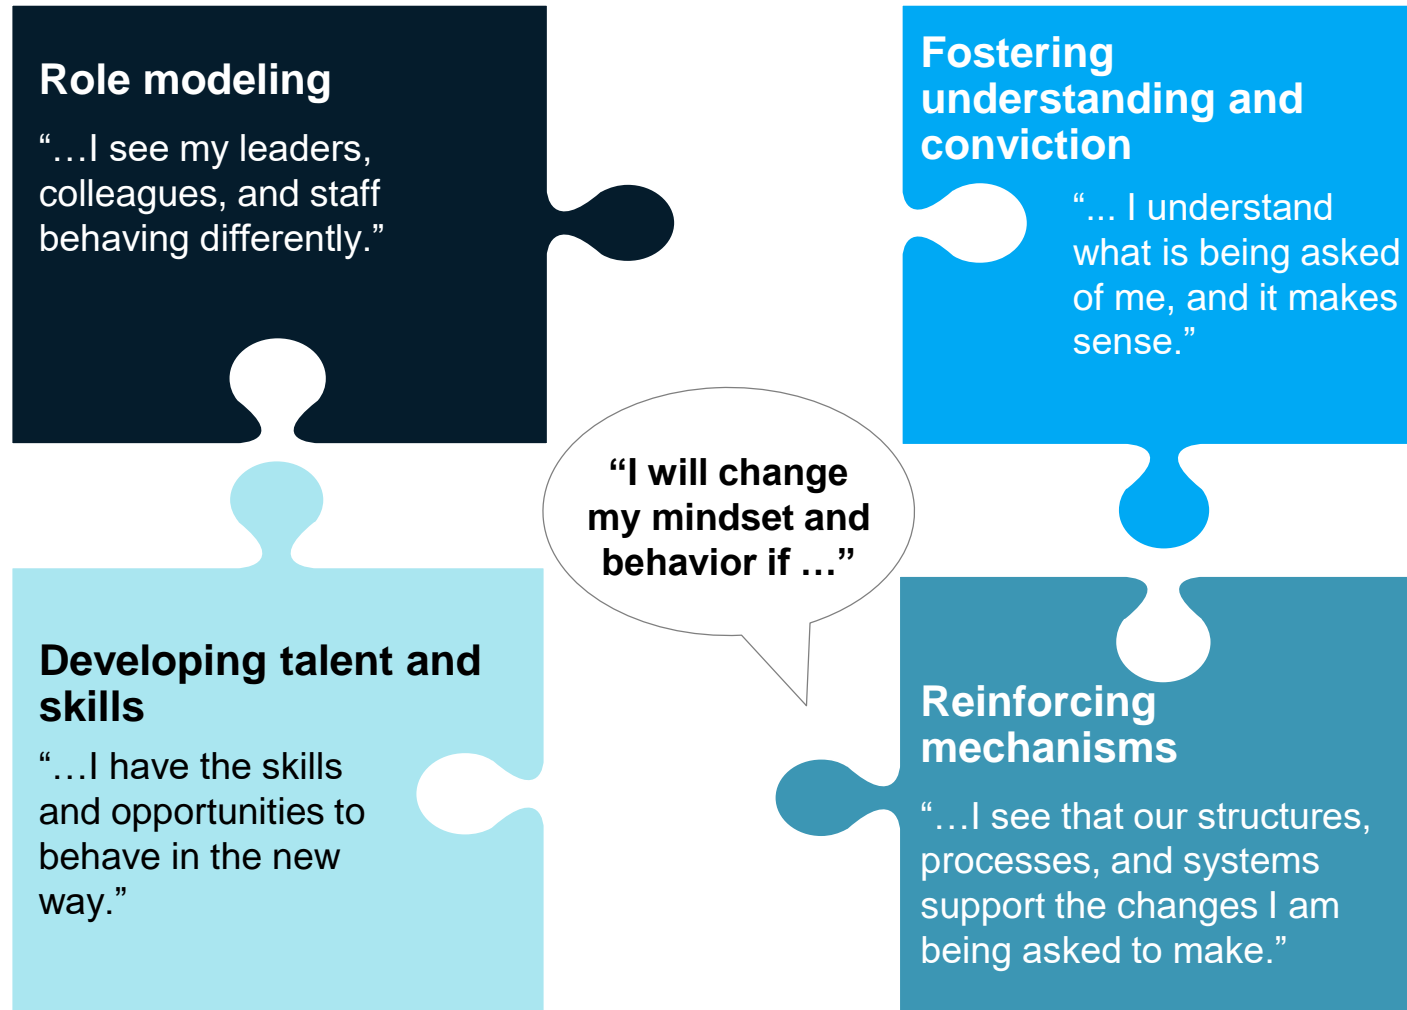 Role modeling
“…I see my leaders,
colleagues, and staff
behaving differently.”
Fostering
understanding and
conviction
“... I understand
what is being asked
of me, and it makes
sense.”
“I will change
my mindset and
behavior if …”
Developing talent and
skills
“…I have the skills
and opportunities to
behave in the new
way.”
Reinforcing
mechanisms
“…I see that our structures,
processes, and systems
support the changes I am
being asked to make.”